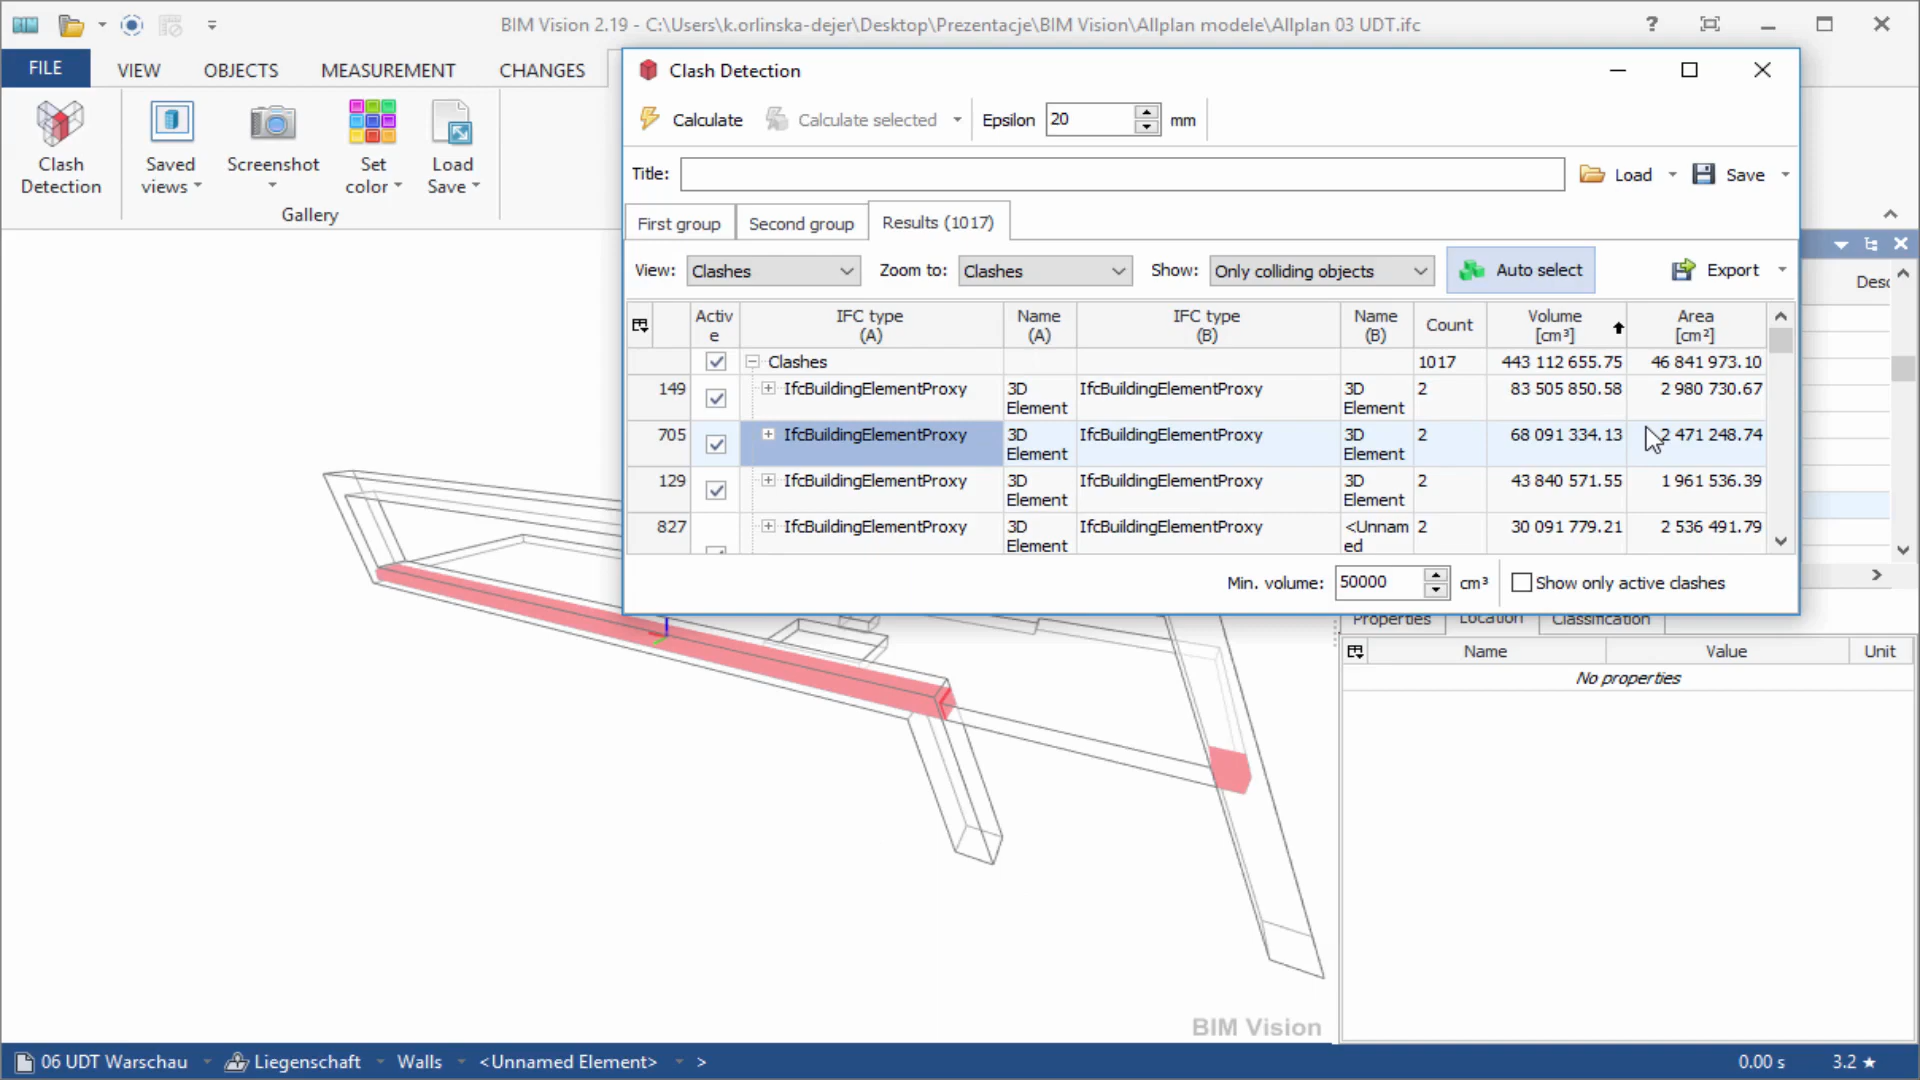 BIM Vision 2.19 - C:\Users\k.orlinska-dejer\Desktop\Prezentacje\BIM Vision\Allplan modele\Allplan 03 UDT.ifc
?
FILE VIEW OBJECTS MEASUREMENT CHANGES
Clash
Detection
Saved
views
Screenshot
Set
color
Load
Save
Gallery
Clash Detection
Calculate Calculate selected Epsilon 20 mm
Title: Load Save
First group Second group Results (1017)
View: Clashes Zoom to: Clashes Show: Only colliding objects Auto select Export
Activ
e
IFC type
(A)
Name
(A)
IFC type
(B)
Name
(B)
Count
Volume
[cm³]
Area
[cm²]
Clashes 1017 443 112 655.75 46 841 973.10
149 IfcBuildingElementProxy 3D
Element IfcBuildingElementProxy 3D
Element 2 83 505 850.58 2 980 730.67
705 IfcBuildingElementProxy 3D
Element IfcBuildingElementProxy 3D
Element 2 68 091 334.13 2 471 248.74
129 IfcBuildingElementProxy 3D
Element IfcBuildingElementProxy 3D
Element 2 43 840 571.55 1 961 536.39
827 IfcBuildingElementProxy 3D
Element IfcBuildingElementProxy <Unnam
ed 2 30 091 779.21 2 536 491.79
Min. volume: 50000 cm³ Show only active clashes
Desc
Properties Location Classification
Name Value Unit
No properties
BIM Vision
06 UDT Warschau Liegenschaft Walls <Unnamed Element> >
0.00 s 3.2 ★